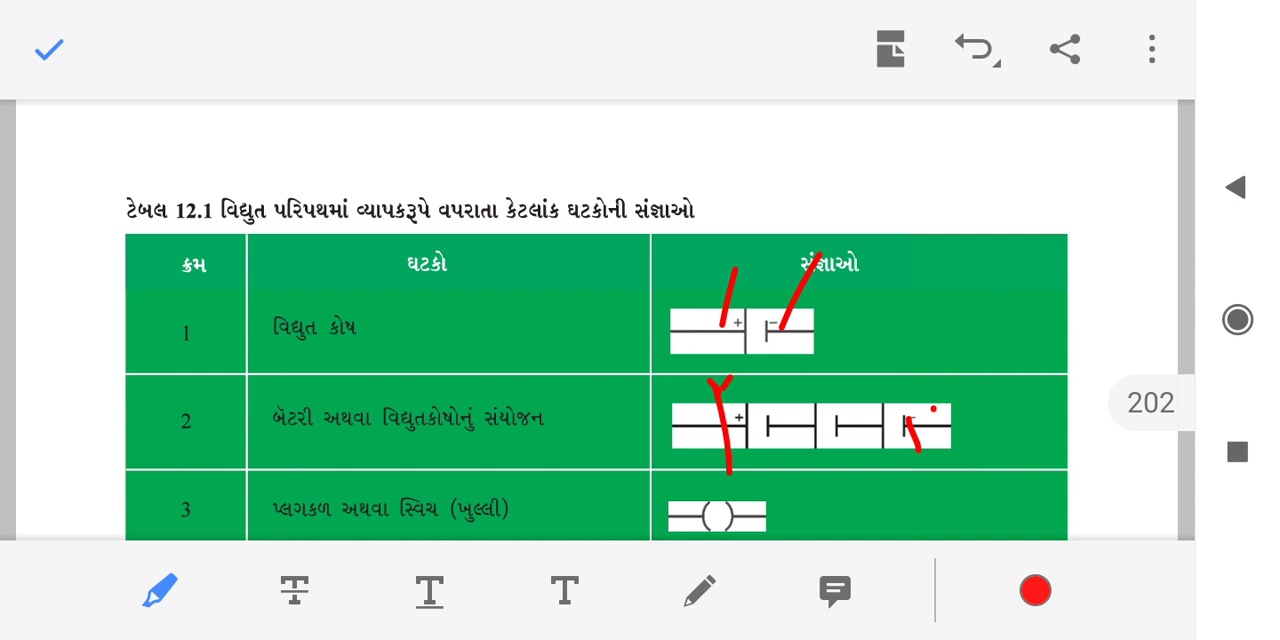 ટેબલ 12.1 વિદ્યુત પરિપથમાં વ્યાપકરૂપે વપરાતા કેટલાંક ઘટકોની સંજ્ઞાઓ
ક્રમ ઘટકો સંજ્ઞાઓ
1 વિદ્યુત કોષ + −
2 બૅટરી અથવા વિદ્યુતકોષોનું સંયોજન + −
3 પ્લગકળ અથવા સ્વિચ (ખુલ્લી)
202